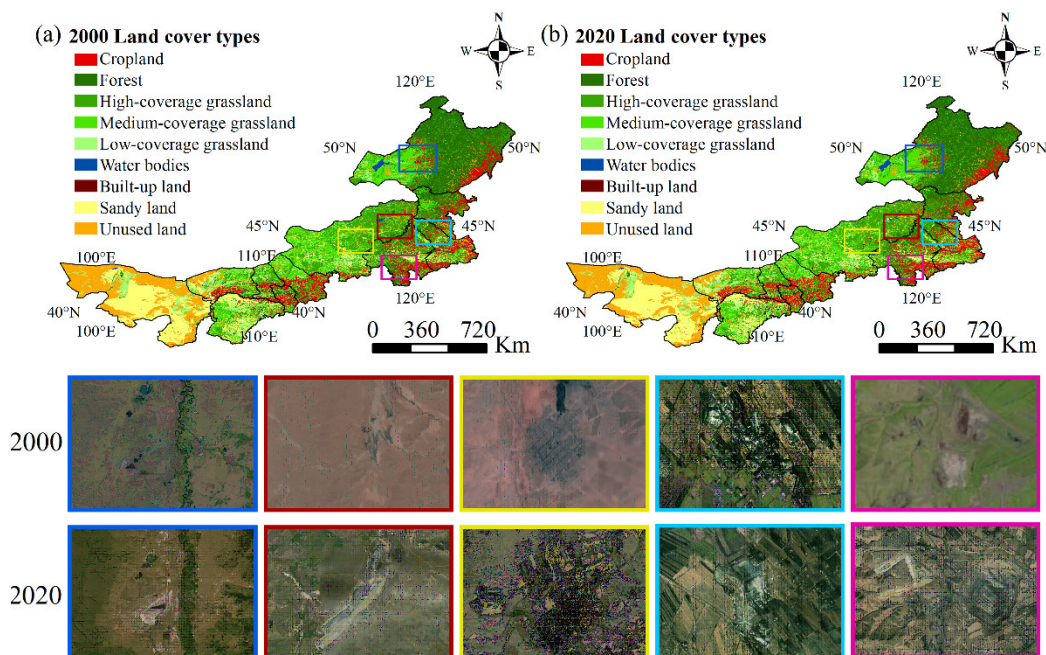 (a) 2000 Land cover types
Cropland
Forest
High-coverage grassland
Medium-coverage grassland
Low-coverage grassland
Water bodies
Built-up land
Sandy land
Unused land
N
W E
S
120°E
50°N 50°N
45°N 45°N
110°E
100°E
40°N 40°N
100°E 110°E
120°E
0 360 720
Km
(b) 2020 Land cover types
Cropland
Forest
High-coverage grassland
Medium-coverage grassland
Low-coverage grassland
Water bodies
Built-up land
Sandy land
Unused land
N
W E
S
120°E
50°N 50°N
45°N 45°N
110°E
100°E
40°N 40°N
100°E 110°E
120°E
0 360 720
Km
2000
2020